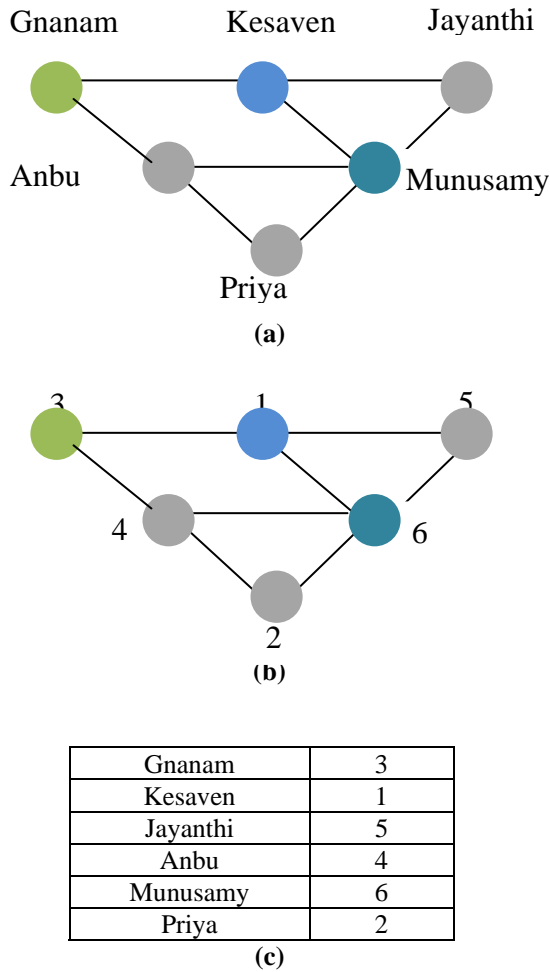 Gnanam Kesaven Jayanthi
Anbu Munusamy
Priya
(a)
3 1 5
4 6
2
(b)
Gnanam 3
Kesaven 1
Jayanthi 5
Anbu 4
Munusamy 6
Priya 2
(c)